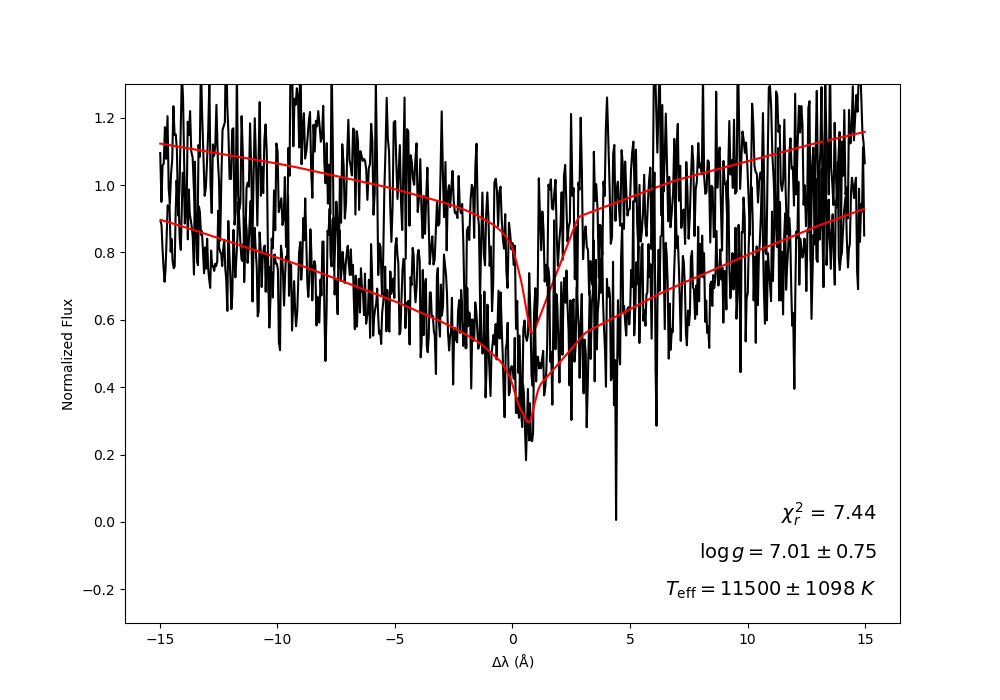 Normalized Flux
1.2
1.0
0.8
0.6
0.4
0.2
0.0
−0.2
χ²ᵣ = 7.44
log g = 7.01 ± 0.75
T_eff = 11500 ± 1098 K
−15 −10 −5 0 5 10 15
Δλ (Å)